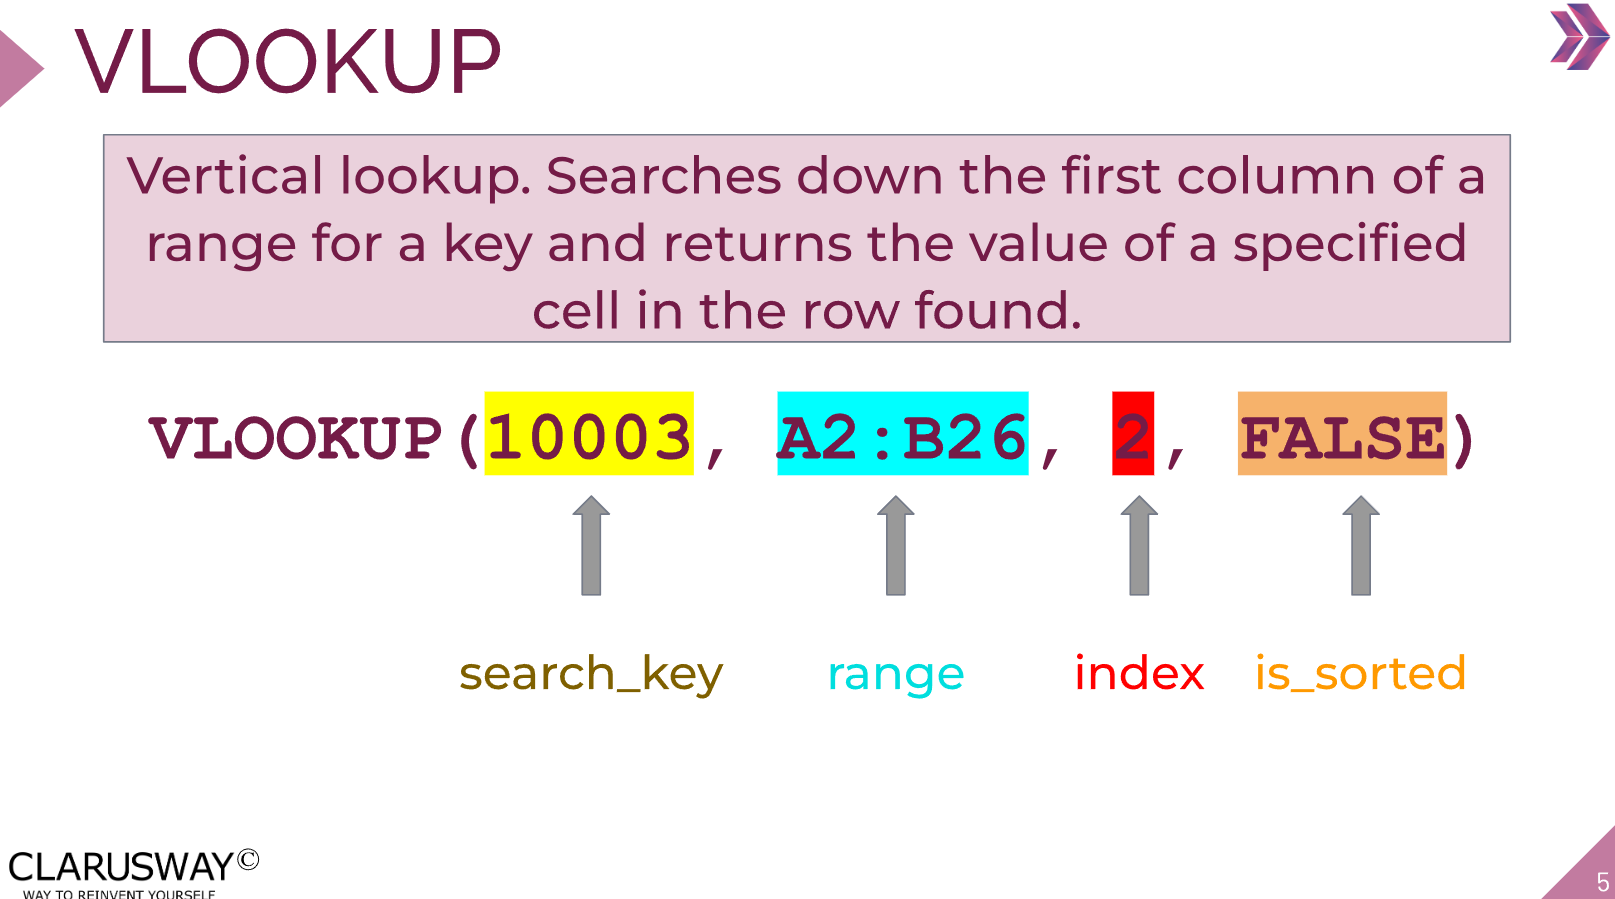 VLOOKUP
Vertical lookup. Searches down the first column of a
range for a key and returns the value of a specified
cell in the row found.
VLOOKUP(10003, A2:B26, 2, FALSE)
search_key range index is_sorted
CLARUSWAY©
WAY TO REINVENT YOURSELF
5